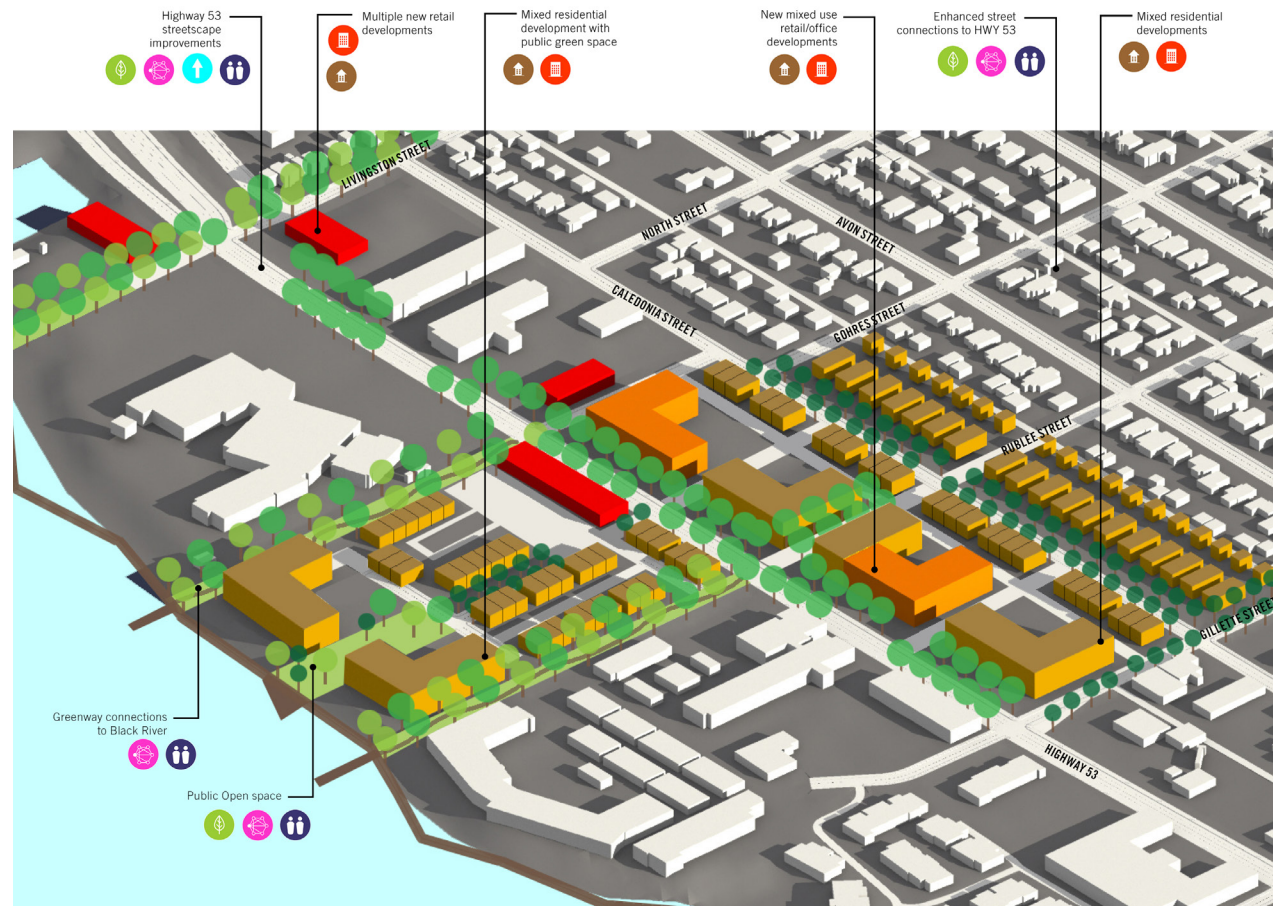 Highway 53
streetscape
improvements
Multiple new retail
developments
Mixed residential
development with
public green space
New mixed use
retail/office
developments
Enhanced street
connections to HWY 53
Mixed residential
developments
LIVINGSTON STREET
NORTH STREET
AVON STREET
CALEDONIA STREET
GOHRES STREET
RUBLEE STREET
GILLETTE STREET
HIGHWAY 53
Greenway connections
to Black River
Public Open space